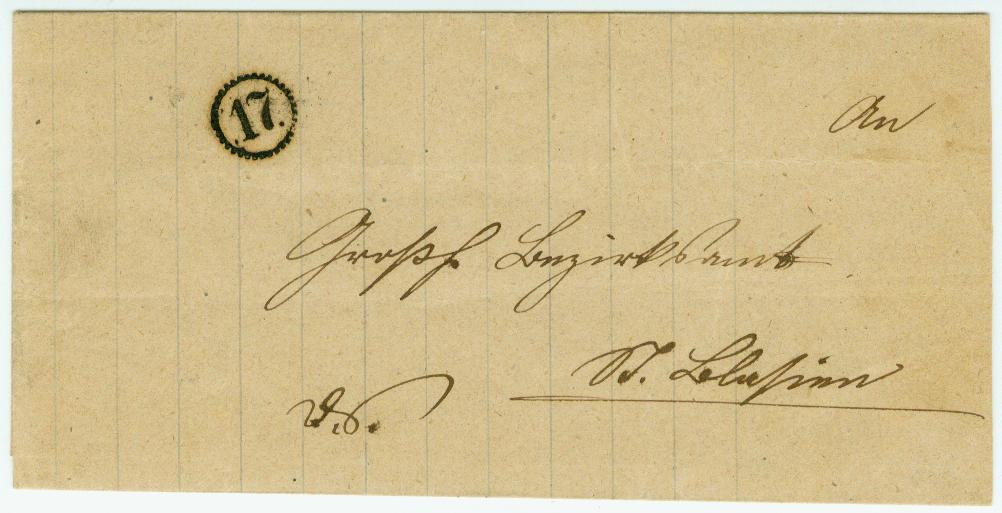 17.
An
Großh. Bezirksamt
St. Blasien
D. S.